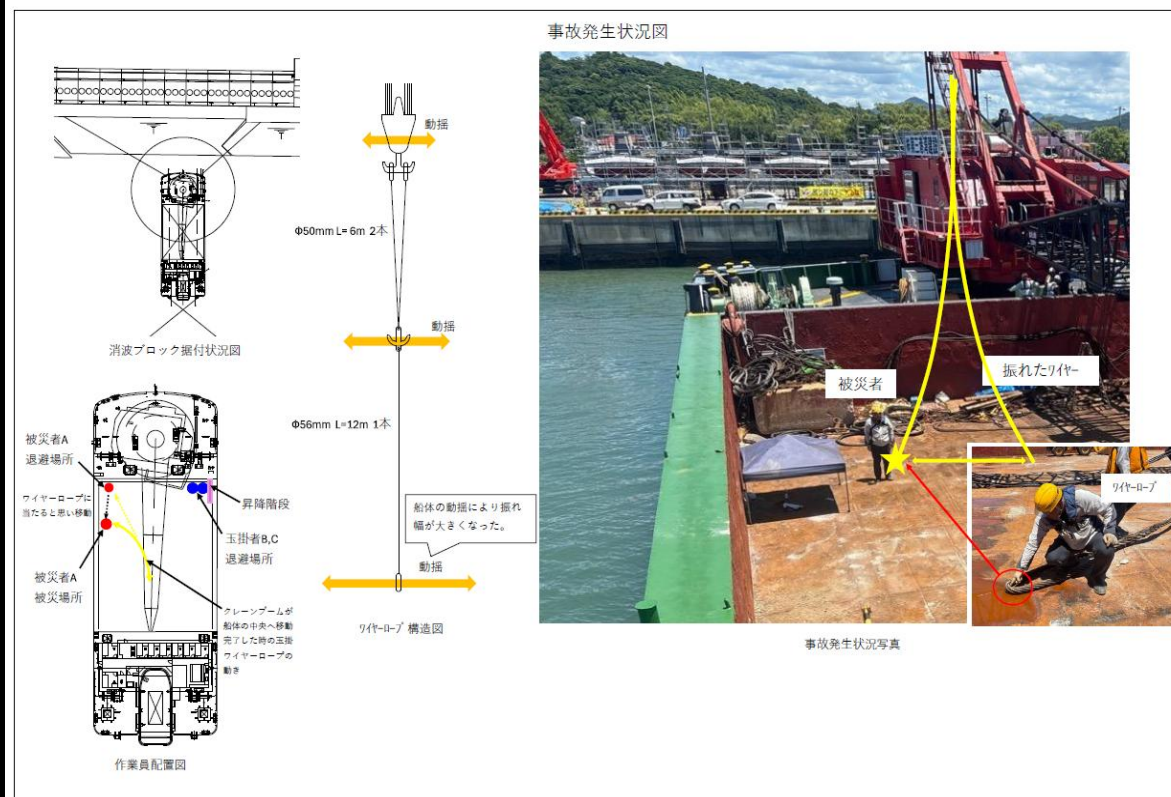 事故発生状況図
動揺
Φ50mm L= 6m 2本
動揺
消波ブロック据付状況図
Φ56mm L=12m 1本
被災者A
退避場所
ワイヤーロープに
当たると思い移動
昇降階段
玉掛者B,C
退避場所
被災者A
被災場所
クレーンブームが
船体の中央へ移動
完了した時の玉掛
ワイヤーロープの
動き
作業員配置図
船体の動揺により振れ
幅が大きくなった。
動揺
ワイヤーロープ 構造図
被災者
振れたワイヤー
ワイヤーロープ
事故発生状況写真